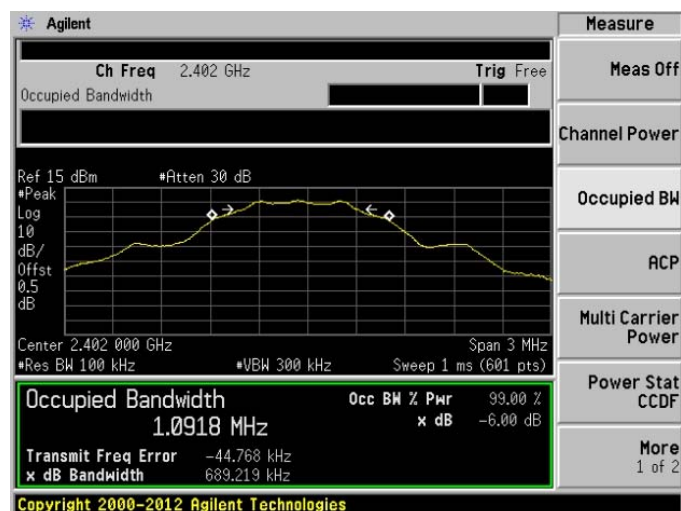 Agilent
Measure
Ch Freq 2.402 GHz Trig Free
Meas Off
Occupied Bandwidth
Channel Power
Ref 15 dBm #Atten 30 dB
#Peak
Log
10
dB/
Offst
0.5
dB
Occupied BW
ACP
Center 2.402 000 GHz Span 3 MHz
#Res BW 100 kHz #VBW 300 kHz Sweep 1 ms (601 pts)
Multi Carrier
Power
Occupied Bandwidth Occ BW % Pwr 99.00 %
1.0918 MHz x dB -6.00 dB
Power Stat
CCDF
Transmit Freq Error -44.768 kHz
x dB Bandwidth 689.219 kHz
More
1 of 2
Copyright 2000-2012 Agilent Technologies